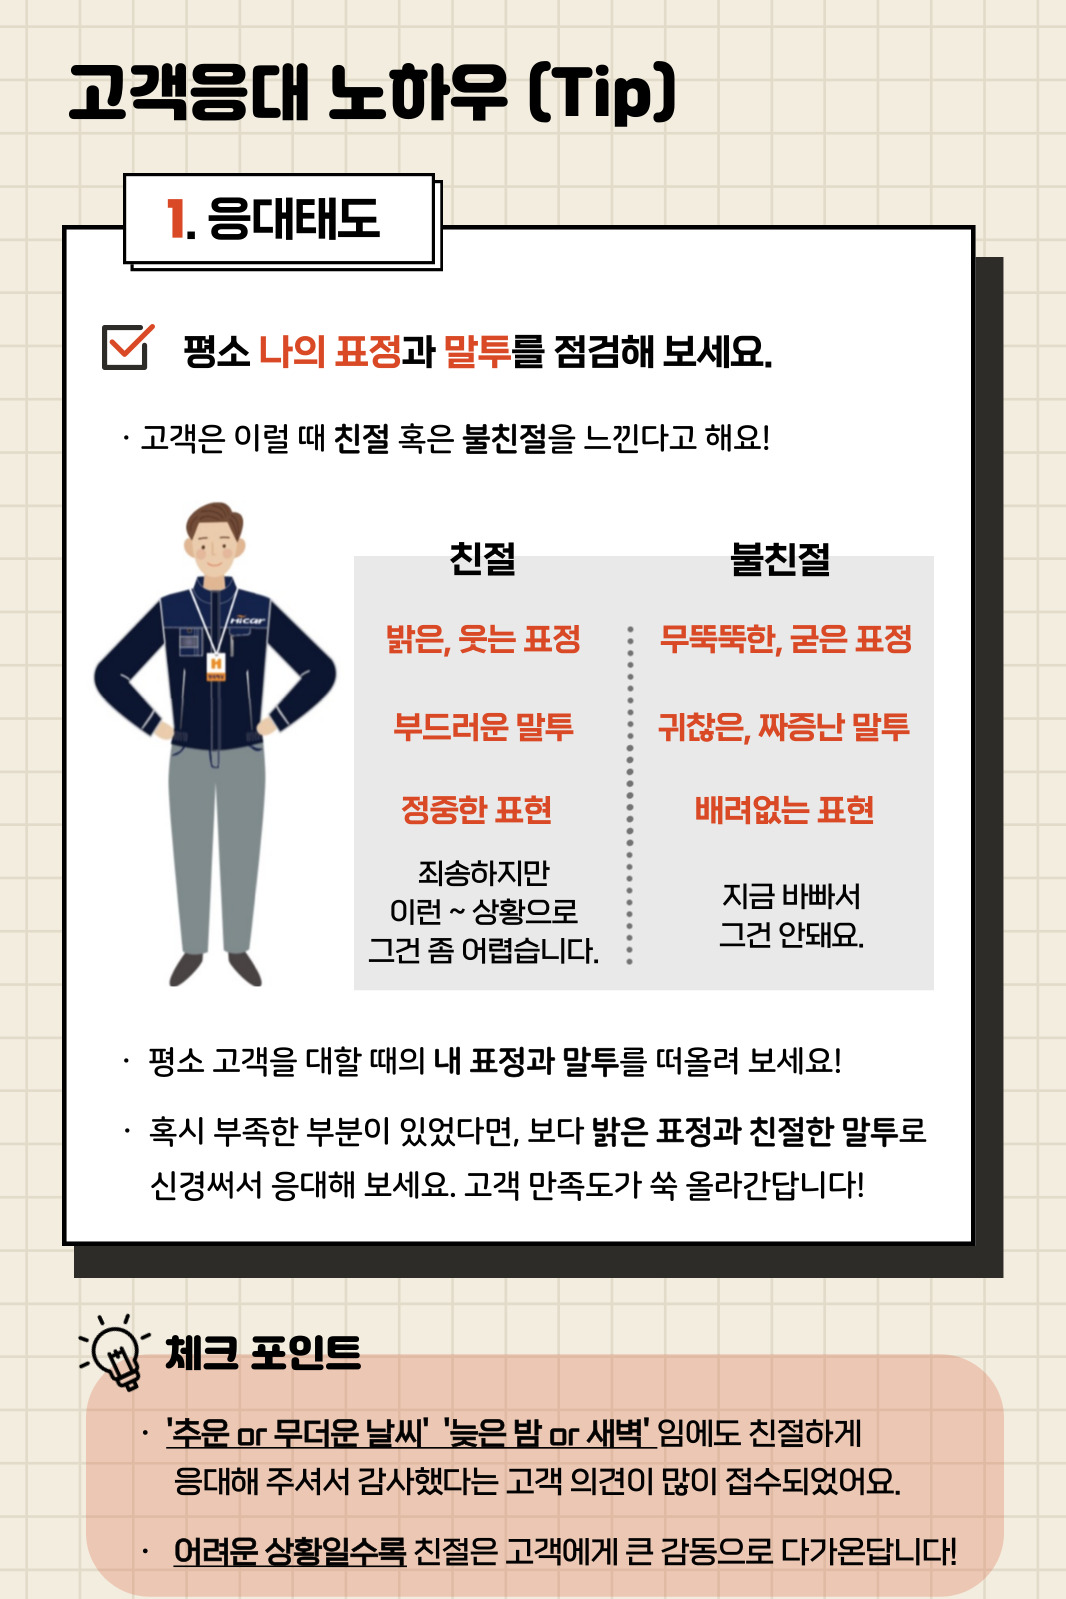 고객응대 노하우 (Tip)
1. 응대태도
평소 나의 표정과 말투를 점검해 보세요.
· 고객은 이럴 때 친절 혹은 불친절을 느낀다고 해요!
Hicar
H
친절 불친절
밝은, 웃는 표정 무뚝뚝한, 굳은 표정
부드러운 말투 귀찮은, 짜증난 말투
정중한 표현 배려없는 표현
죄송하지만
이런 ~ 상황으로
그건 좀 어렵습니다.
지금 바빠서
그건 안돼요.
· 평소 고객을 대할 때의 내 표정과 말투를 떠올려 보세요!
· 혹시 부족한 부분이 있었다면, 보다 밝은 표정과 친절한 말투로
신경써서 응대해 보세요. 고객 만족도가 쑥 올라간답니다!
체크 포인트
· '추운 or 무더운 날씨' '늦은 밤 or 새벽' 임에도 친절하게
응대해 주셔서 감사했다는 고객 의견이 많이 접수되었어요.
· 어려운 상황일수록 친절은 고객에게 큰 감동으로 다가온답니다!